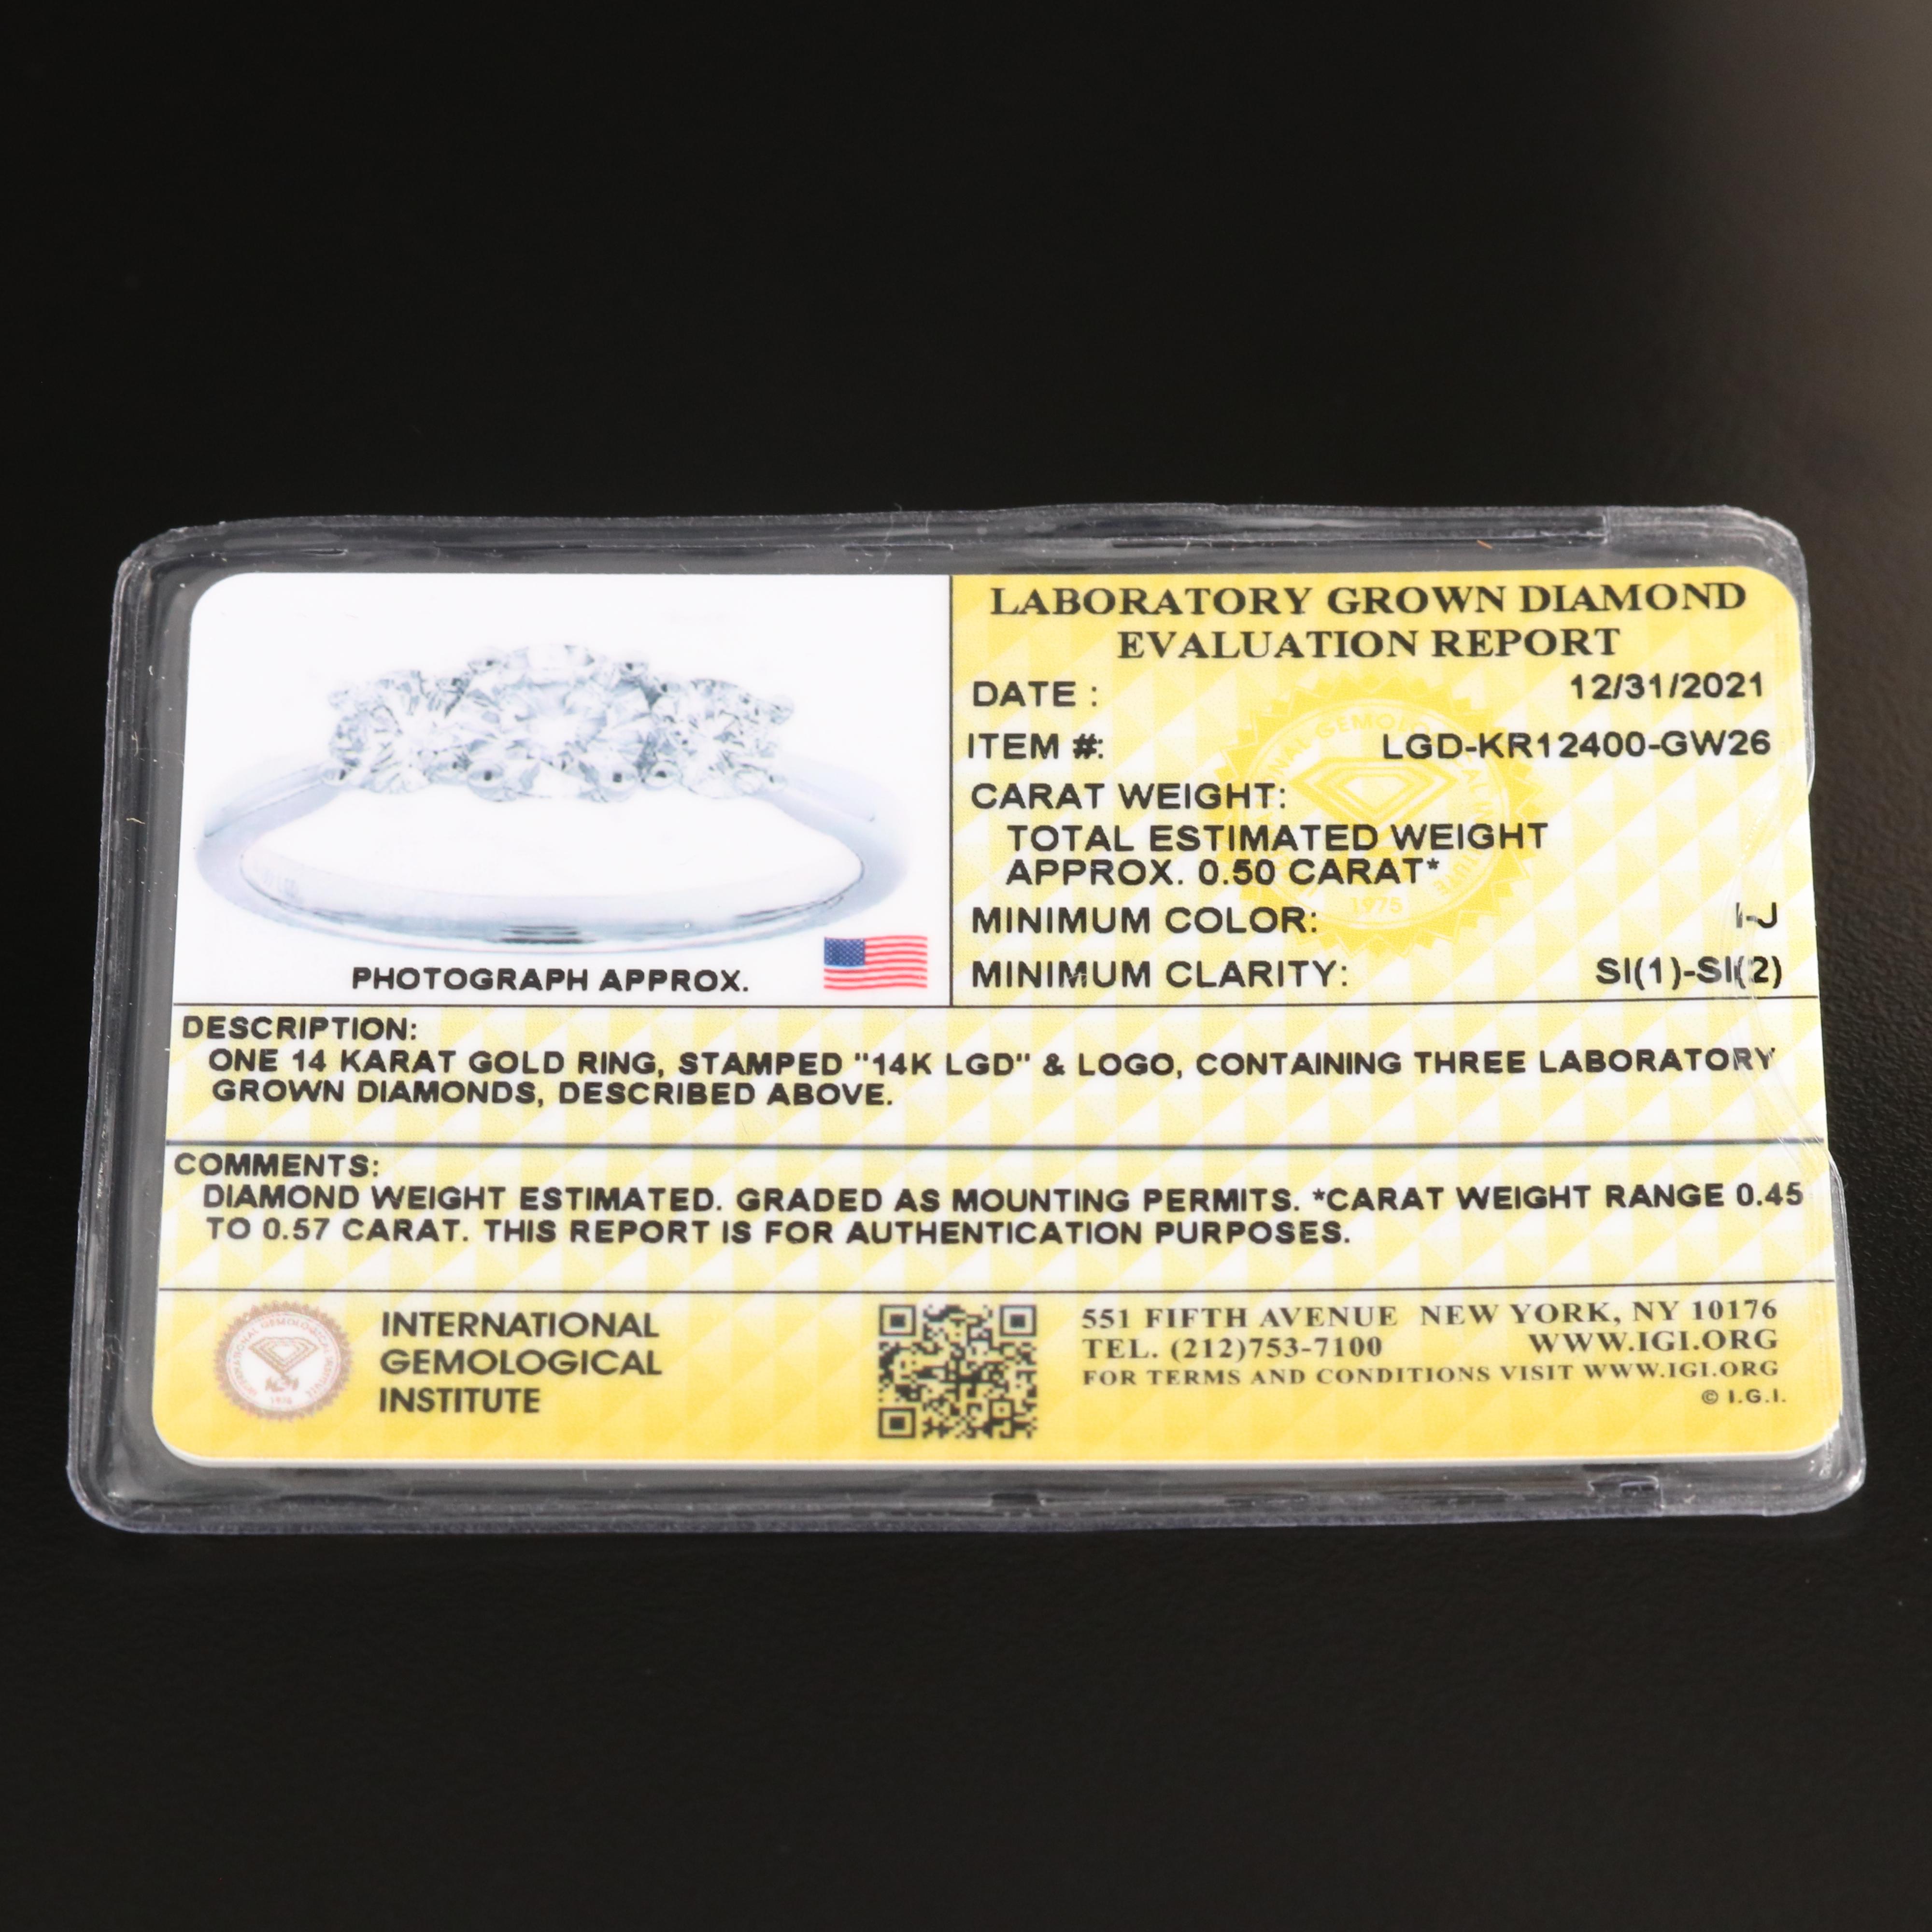 LABORATORY GROWN DIAMOND
EVALUATION REPORT
DATE : 12/31/2021
ITEM #: LGD-KR12400-GW26
CARAT WEIGHT:
TOTAL ESTIMATED WEIGHT
APPROX. 0.50 CARAT*
MINIMUM COLOR: I-J
MINIMUM CLARITY: SI(1)-SI(2)
PHOTOGRAPH APPROX.
DESCRIPTION:
ONE 14 KARAT GOLD RING, STAMPED "14K LGD" & LOGO, CONTAINING THREE LABORATORY
GROWN DIAMONDS, DESCRIBED ABOVE.
COMMENTS:
DIAMOND WEIGHT ESTIMATED. GRADED AS MOUNTING PERMITS. *CARAT WEIGHT RANGE 0.45
TO 0.57 CARAT. THIS REPORT IS FOR AUTHENTICATION PURPOSES.
INTERNATIONAL
GEMOLOGICAL
INSTITUTE
551 FIFTH AVENUE NEW YORK, NY 10176
TEL. (212)753-7100 WWW.IGI.ORG
FOR TERMS AND CONDITIONS VISIT WWW.IGI.ORG
© I.G.I.
1975